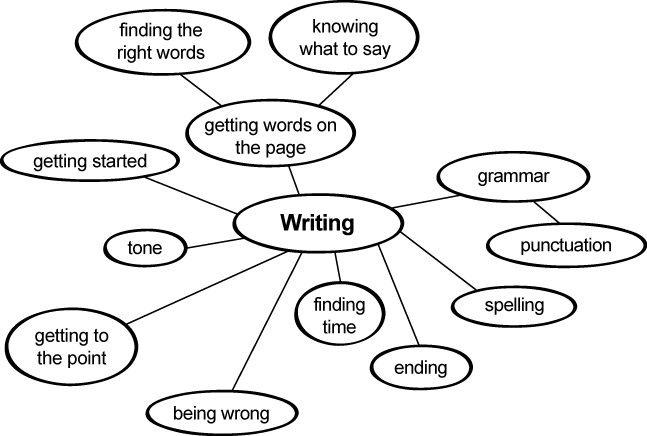 finding the
right words
knowing
what to say
getting words on
the page
getting started
grammar
Writing
tone
punctuation
getting to
the point
finding
time
spelling
ending
being wrong